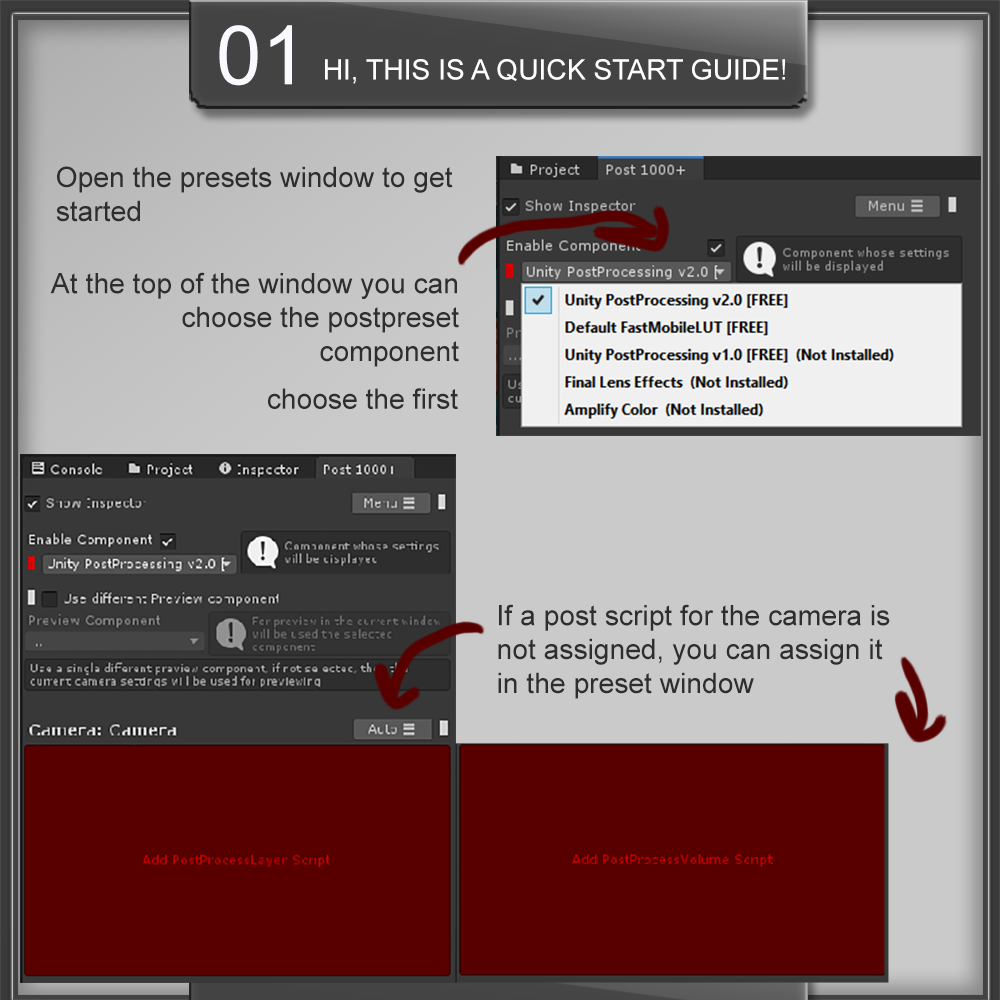 01 HI, THIS IS A QUICK START GUIDE!
Open the presets window to get
started
At the top of the window you can
choose the postpreset
component
choose the first
Project Post 1000+
Show Inspector Menu
Enable Component
Unity PostProcessing v2.0 [
Component whose settings
will be displayed
Unity PostProcessing v2.0 [FREE]
Default FastMobileLUT [FREE]
Unity PostProcessing v1.0 [FREE] (Not Installed)
Final Lens Effects (Not Installed)
Amplify Color (Not Installed)
Pr
...
Us
cu
Console Project Inspector Post 1000+
Show Inspector Menu
Enable Component
Unity PostProcessing v2.0 [
Component whose settings
will be displayed
Use different Preview component
Preview Component
..
For preview in the current window
will be used the selected
component
Use a single different preview component, if not selected, the
current camera settings will be used for previewing
If a post script for the camera is
not assigned, you can assign it
in the preset window
Camera: Camera Auto
Add PostProcessLayer Script
Add PostProcessVolume Script